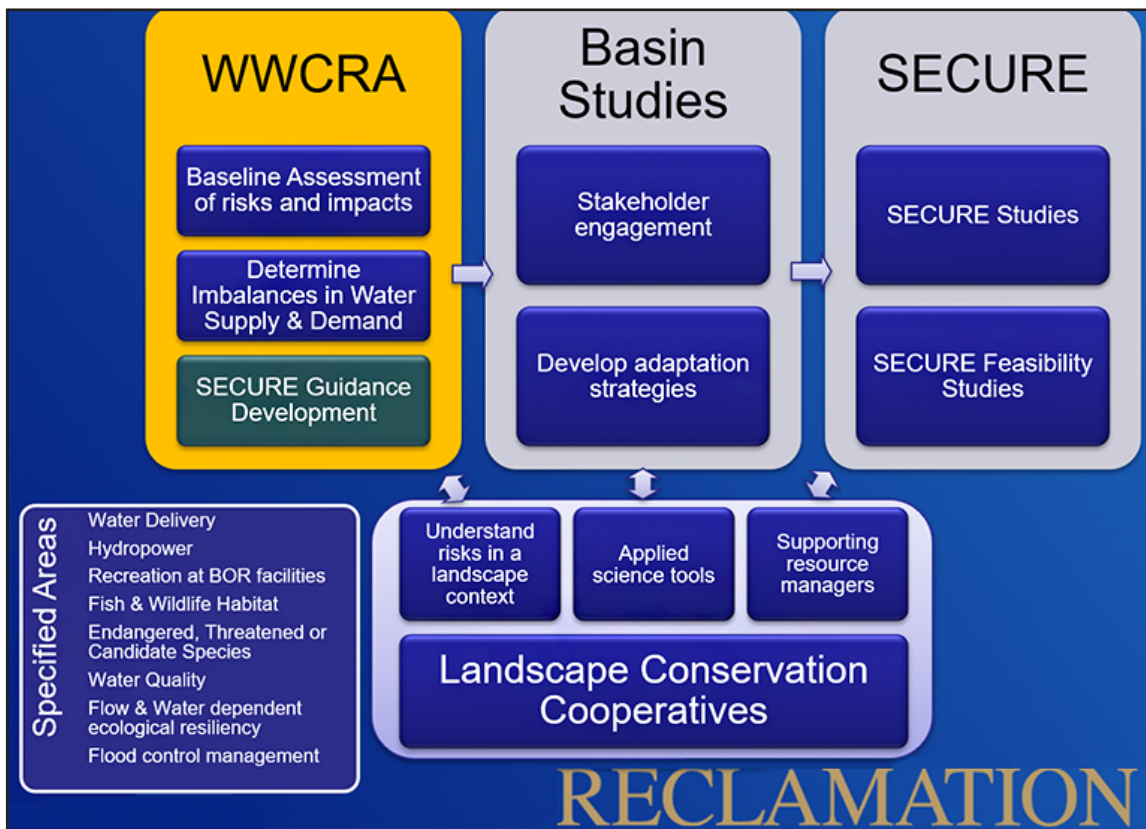 WWCRA
Baseline Assessment
of risks and impacts
Determine
Imbalances in Water
Supply & Demand
SECURE Guidance
Development
Basin
Studies
Stakeholder
engagement
Develop adaptation
strategies
SECURE
SECURE Studies
SECURE Feasibility
Studies
Specified Areas
Water Delivery
Hydropower
Recreation at BOR facilities
Fish & Wildlife Habitat
Endangered, Threatened or
Candidate Species
Water Quality
Flow & Water dependent
ecological resiliency
Flood control management
Understand
risks in a
landscape
context
Applied
science tools
Supporting
resource
managers
Landscape Conservation
Cooperatives
RECLAMATION